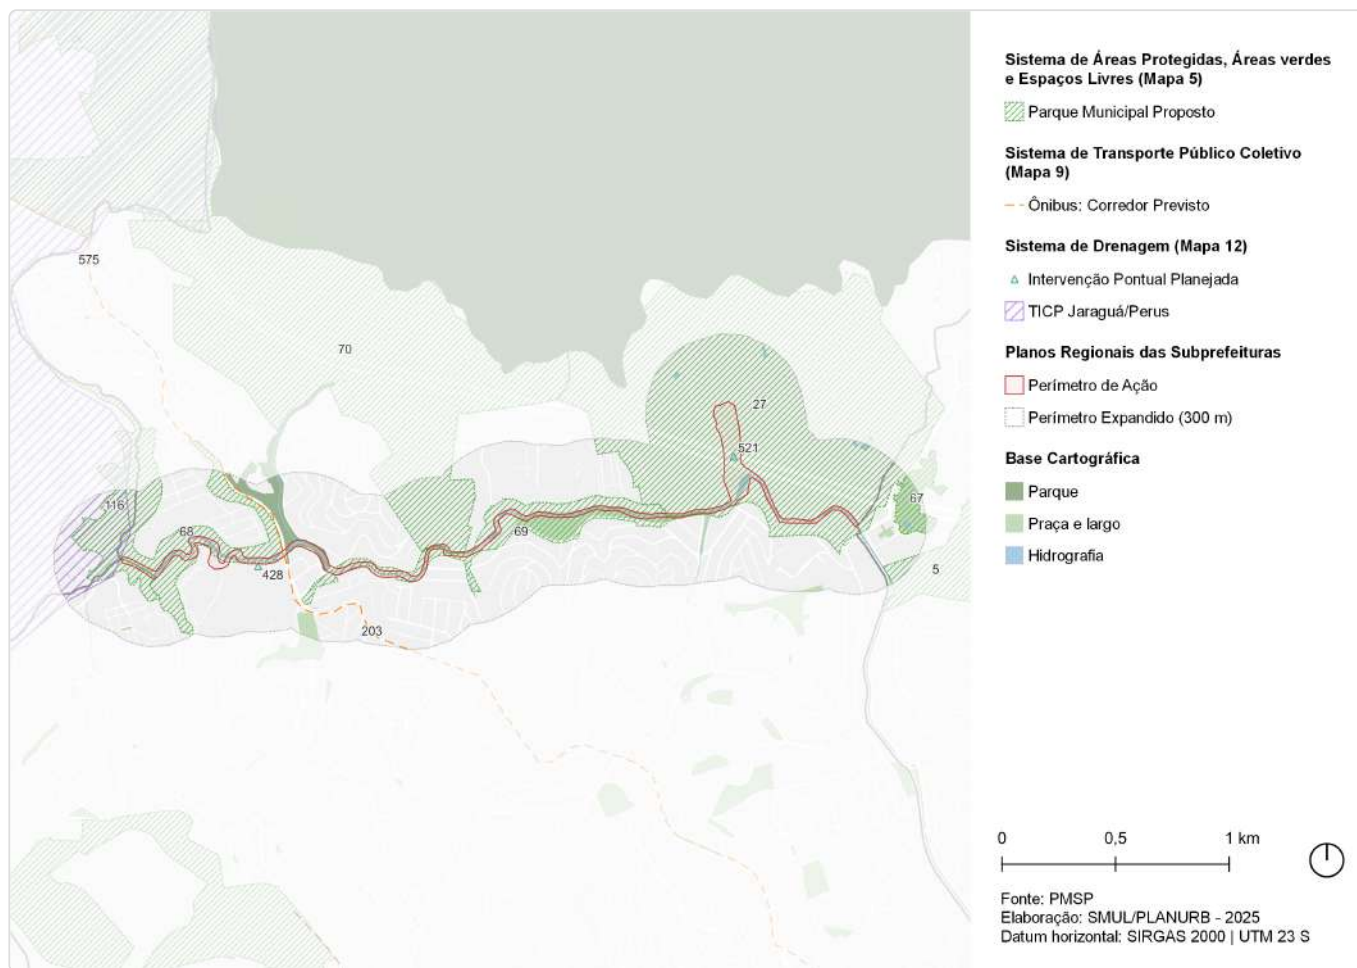 575
70
27
521
116
67
68
69
428
5
203
Sistema de Áreas Protegidas, Áreas verdes
e Espaços Livres (Mapa 5)
Parque Municipal Proposto
Sistema de Transporte Público Coletivo
(Mapa 9)
Ônibus: Corredor Previsto
Sistema de Drenagem (Mapa 12)
Intervenção Pontual Planejada
TICP Jaraguá/Perus
Planos Regionais das Subprefeituras
Perímetro de Ação
Perímetro Expandido (300 m)
Base Cartográfica
Parque
Praça e largo
Hidrografia
0 0,5 1 km
Fonte: PMSP
Elaboração: SMUL/PLANURB - 2025
Datum horizontal: SIRGAS 2000 | UTM 23 S